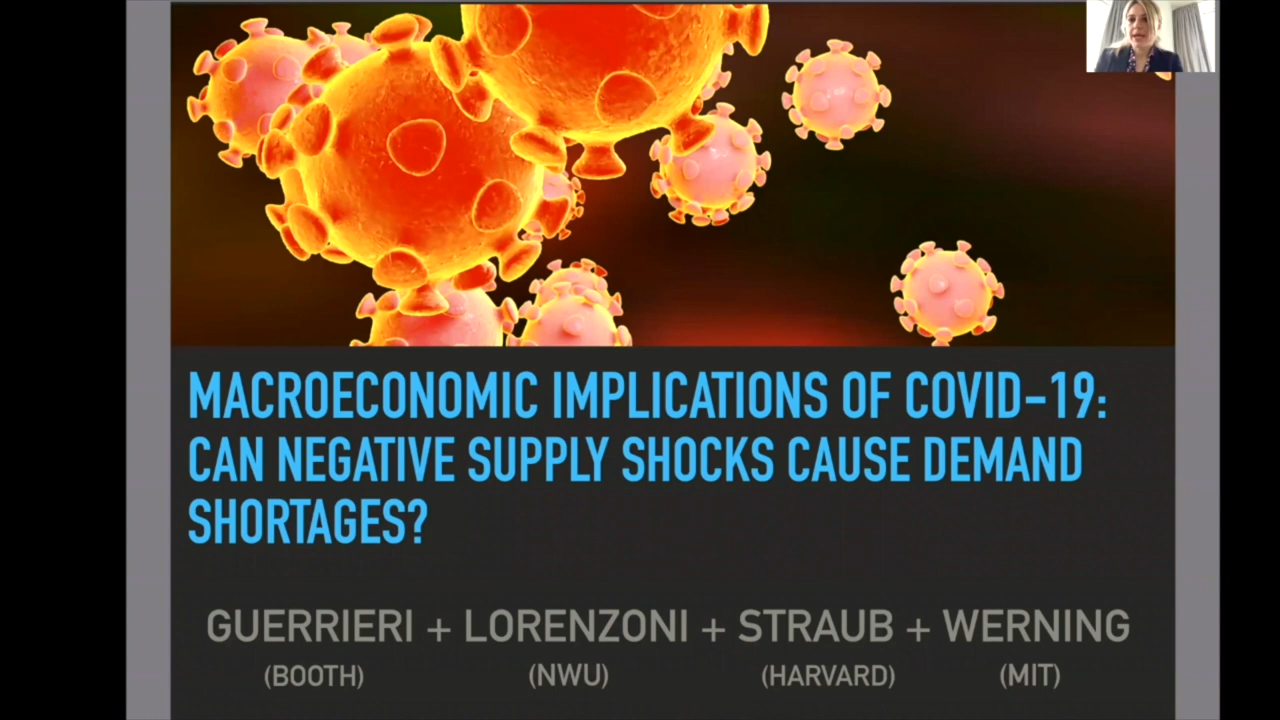 MACROECONOMIC IMPLICATIONS OF COVID-19:
CAN NEGATIVE SUPPLY SHOCKS CAUSE DEMAND
SHORTAGES?
GUERRIERI + LORENZONI + STRAUB + WERNING
(BOOTH) (NWU) (HARVARD) (MIT)